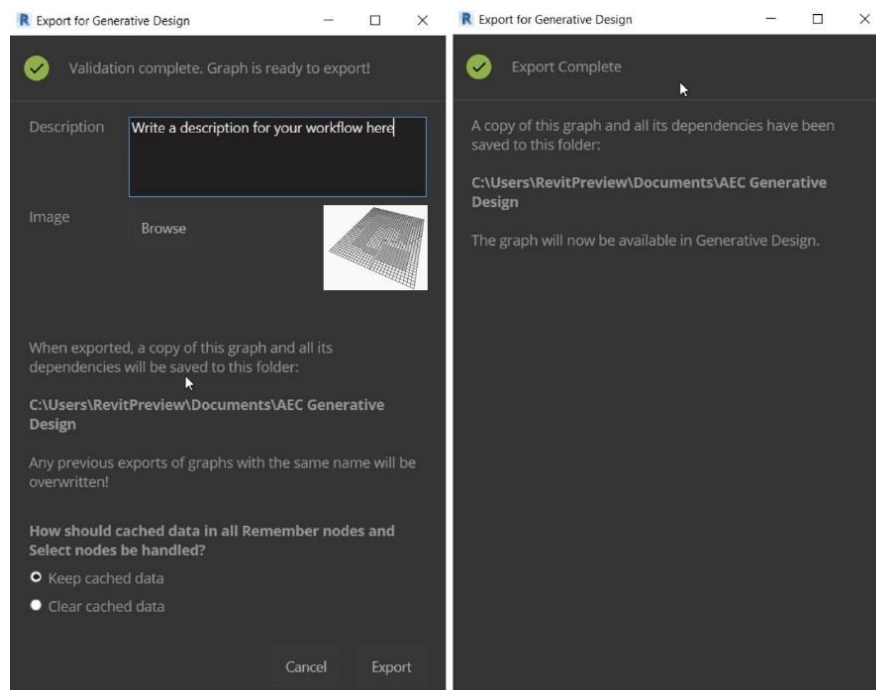 Export for Generative Design
Validation complete. Graph is ready to export!
Description
Write a description for your workflow here
Image
Browse
When exported, a copy of this graph and all its
dependencies will be saved to this folder:
C:\Users\RevitPreview\Documents\AEC Generative
Design
Any previous exports of graphs with the same name will be
overwritten!
How should cached data in all Remember nodes and
Select nodes be handled?
Keep cached data
Clear cached data
Cancel
Export
Export for Generative Design
Export Complete
A copy of this graph and all its dependencies have been
saved to this folder:
C:\Users\RevitPreview\Documents\AEC Generative
Design
The graph will now be available in Generative Design.